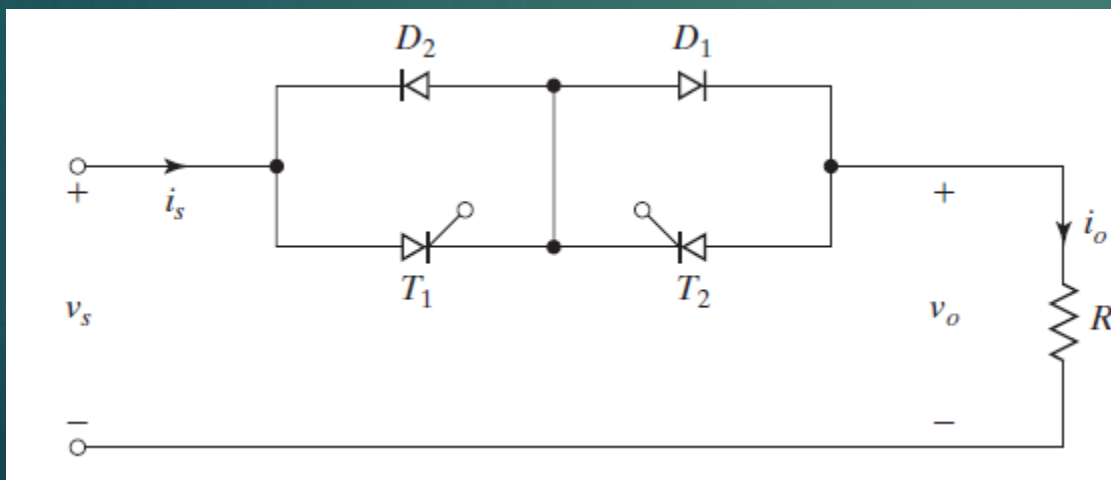 D₂ D₁
+ iₛ + iₒ
T₁ T₂
vₛ vₒ R
− −